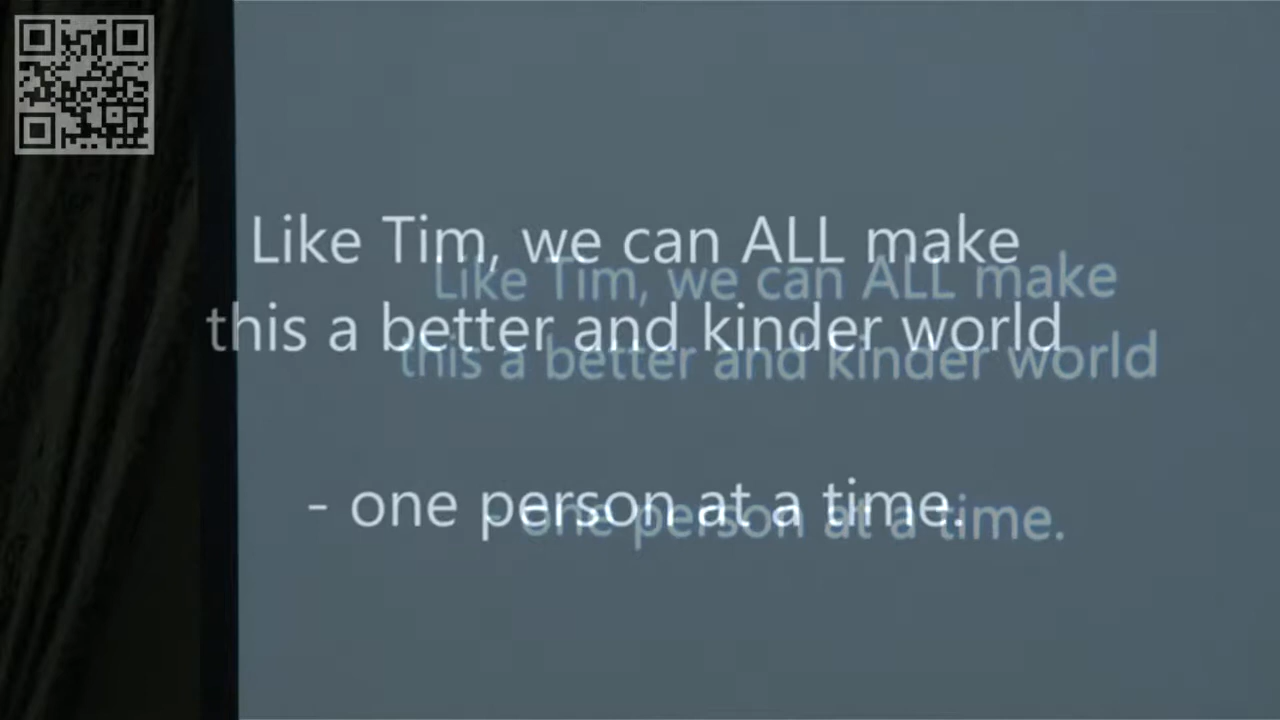 Like Tim, we can ALL make
this a better and kinder world
- one person at a time.
Like Tim, we can ALL make
this a better and kinder world
- one person at a time.